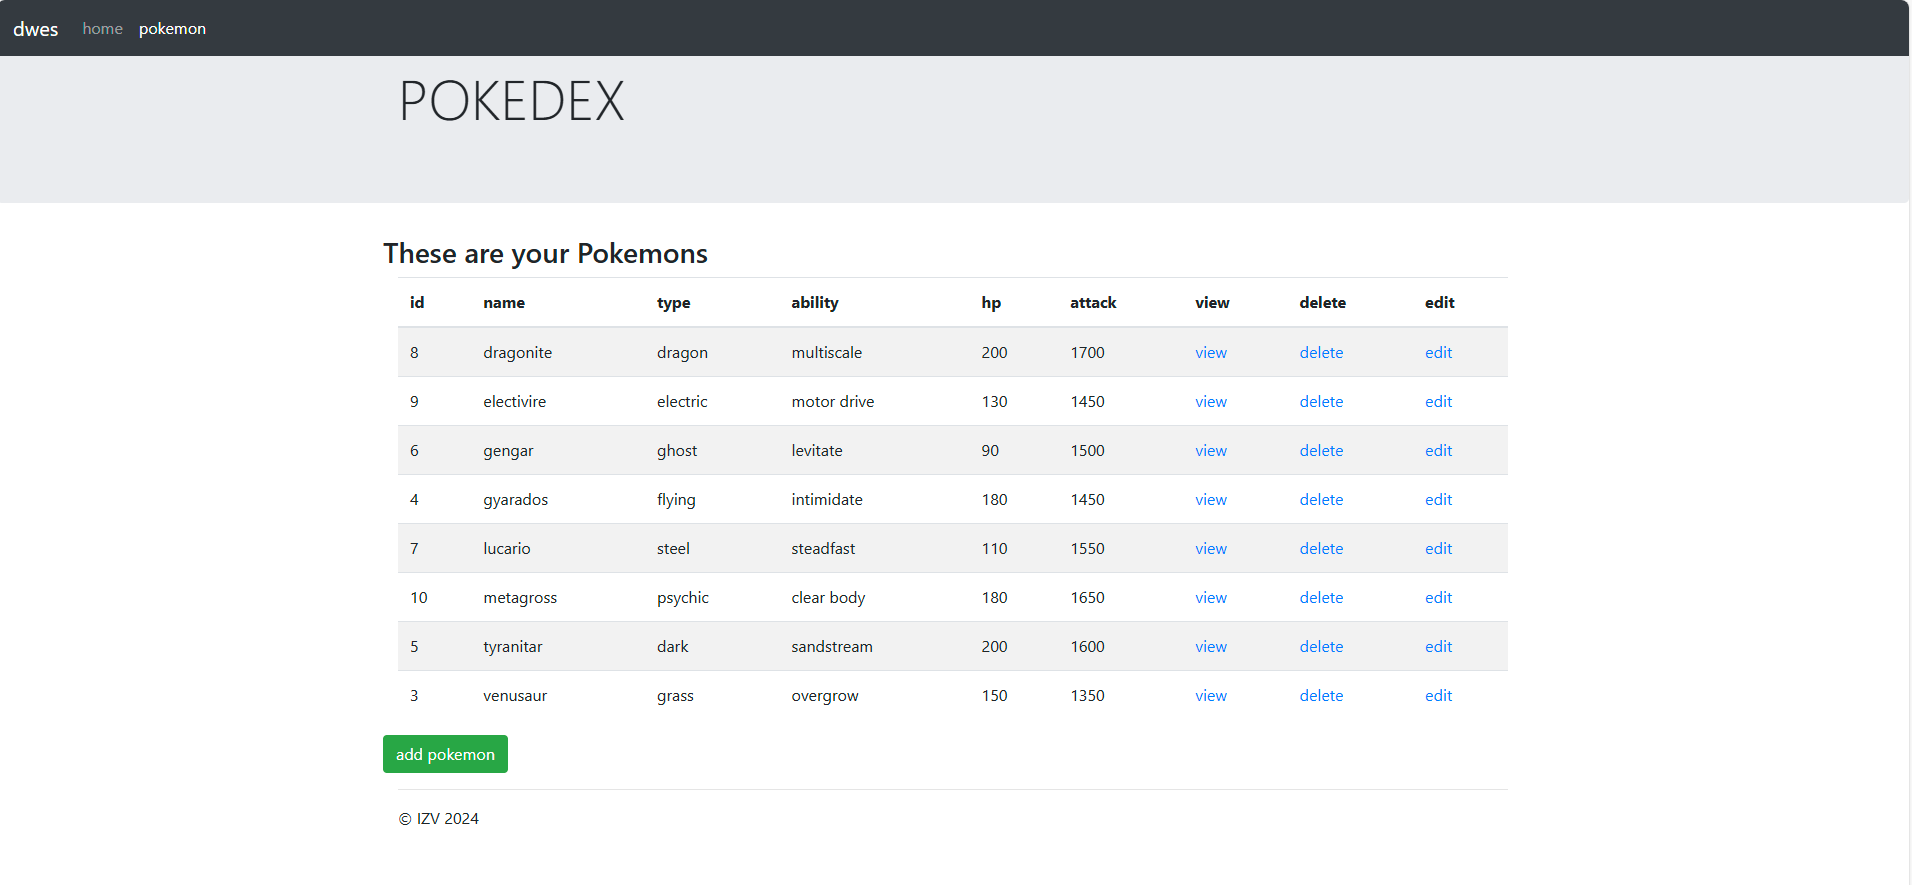 dwes home pokemon
POKEDEX
These are your Pokemons
id name type ability hp attack view delete edit
8 dragonite dragon multiscale 200 1700 view delete edit
9 electivire electric motor drive 130 1450 view delete edit
6 gengar ghost levitate 90 1500 view delete edit
4 gyarados flying intimidate 180 1450 view delete edit
7 lucario steel steadfast 110 1550 view delete edit
10 metagross psychic clear body 180 1650 view delete edit
5 tyranitar dark sandstream 200 1600 view delete edit
3 venusaur grass overgrow 150 1350 view delete edit
add pokemon
© IZV 2024